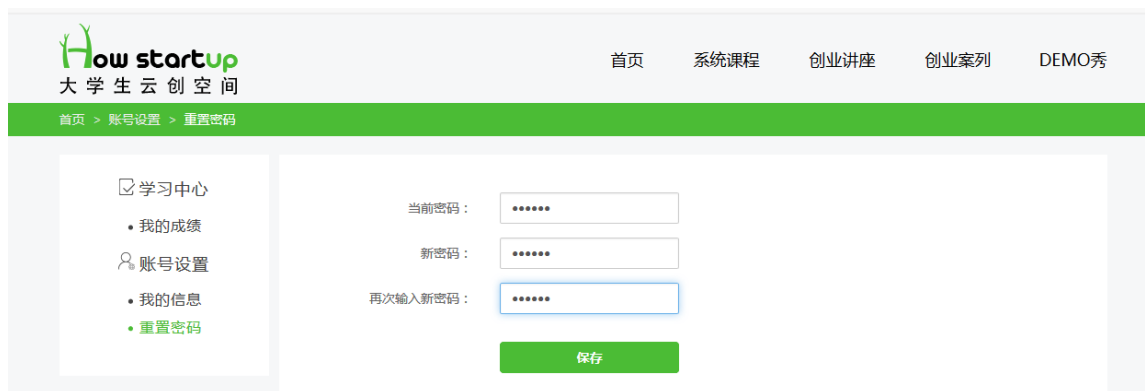 How startup
大学生云创空间
首页 系统课程 创业讲座 创业案列 DEMO秀
首页 > 账号设置 > 重置密码
学习中心
• 我的成绩
账号设置
• 我的信息
• 重置密码
当前密码： ••••••
新密码： ••••••
再次输入新密码： ••••••
保存